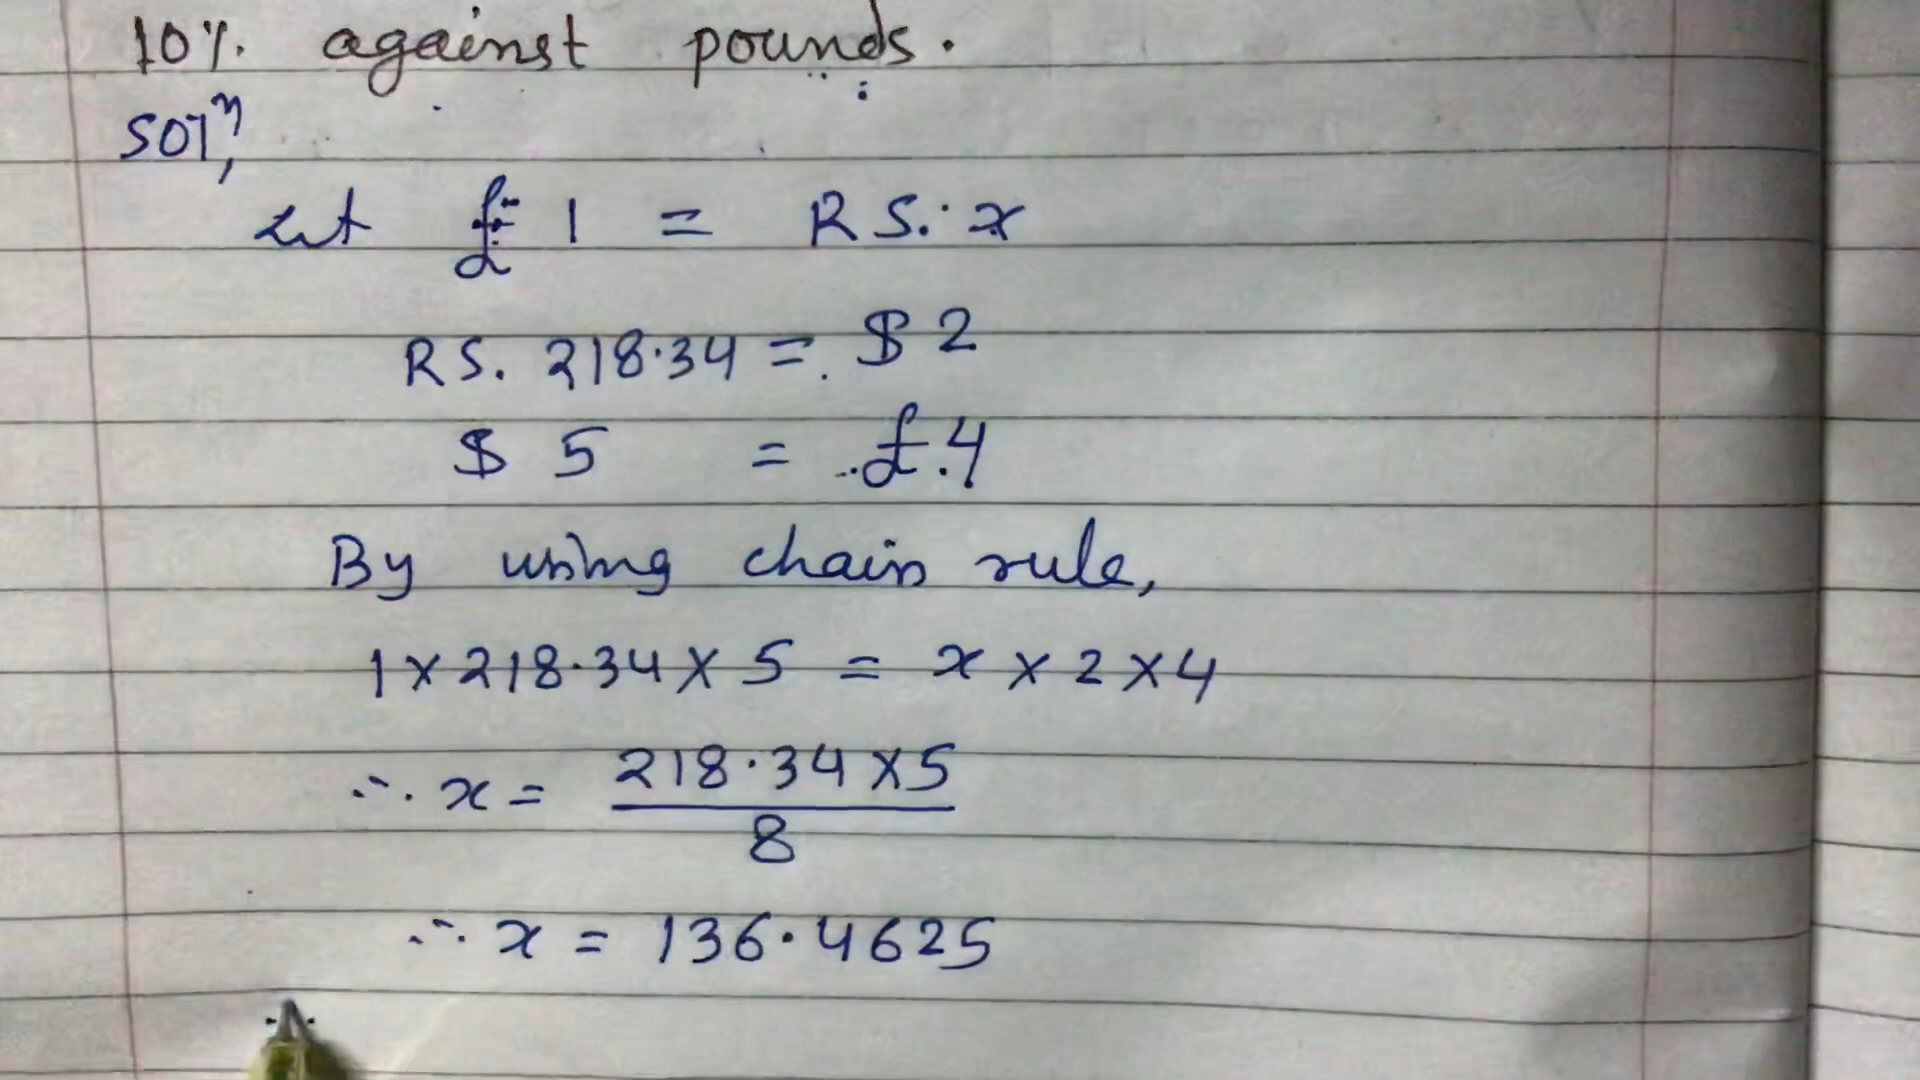 10% against pounds.
Solⁿ,
Let £ 1 = RS. x
RS. 218.34 = $ 2
$ 5 = £ 4
By using chain rule,
1 × 218.34 × 5 = x × 2 × 4
∴ x = 218.34 × 5 / 8
∴ x = 136.4625